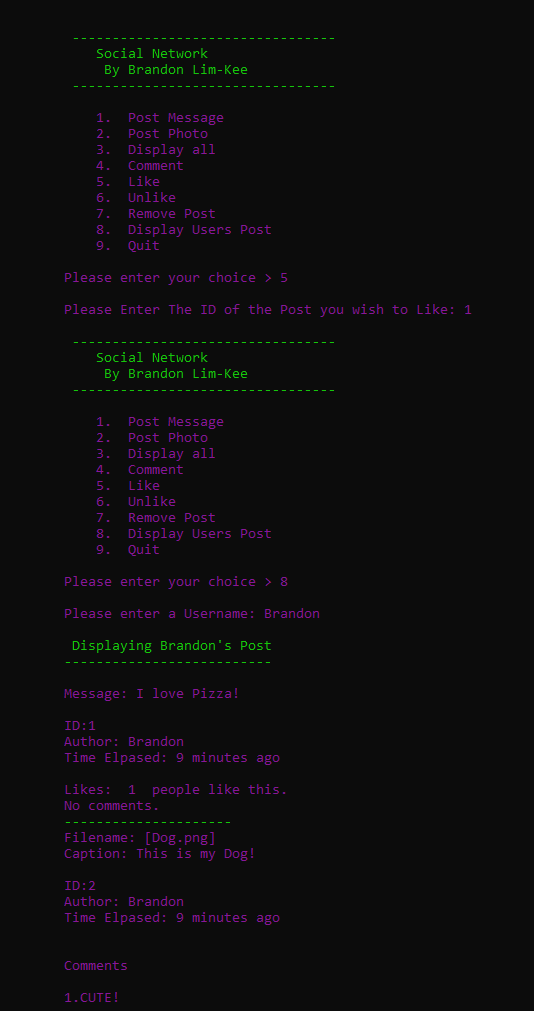 ---------------------------------
Social Network
By Brandon Lim-Kee
---------------------------------
1.  Post Message
2.  Post Photo
3.  Display all
4.  Comment
5.  Like
6.  Unlike
7.  Remove Post
8.  Display Users Post
9.  Quit
Please enter your choice > 5
Please Enter The ID of the Post you wish to Like: 1
---------------------------------
Social Network
By Brandon Lim-Kee
---------------------------------
1.  Post Message
2.  Post Photo
3.  Display all
4.  Comment
5.  Like
6.  Unlike
7.  Remove Post
8.  Display Users Post
9.  Quit
Please enter your choice > 8
Please enter a Username: Brandon
Displaying Brandon's Post
--------------------------
Message: I love Pizza!
ID:1
Author: Brandon
Time Elpased: 9 minutes ago
Likes:  1  people like this.
No comments.
---------------------
Filename: [Dog.png]
Caption: This is my Dog!
ID:2
Author: Brandon
Time Elpased: 9 minutes ago
Comments
1.CUTE!